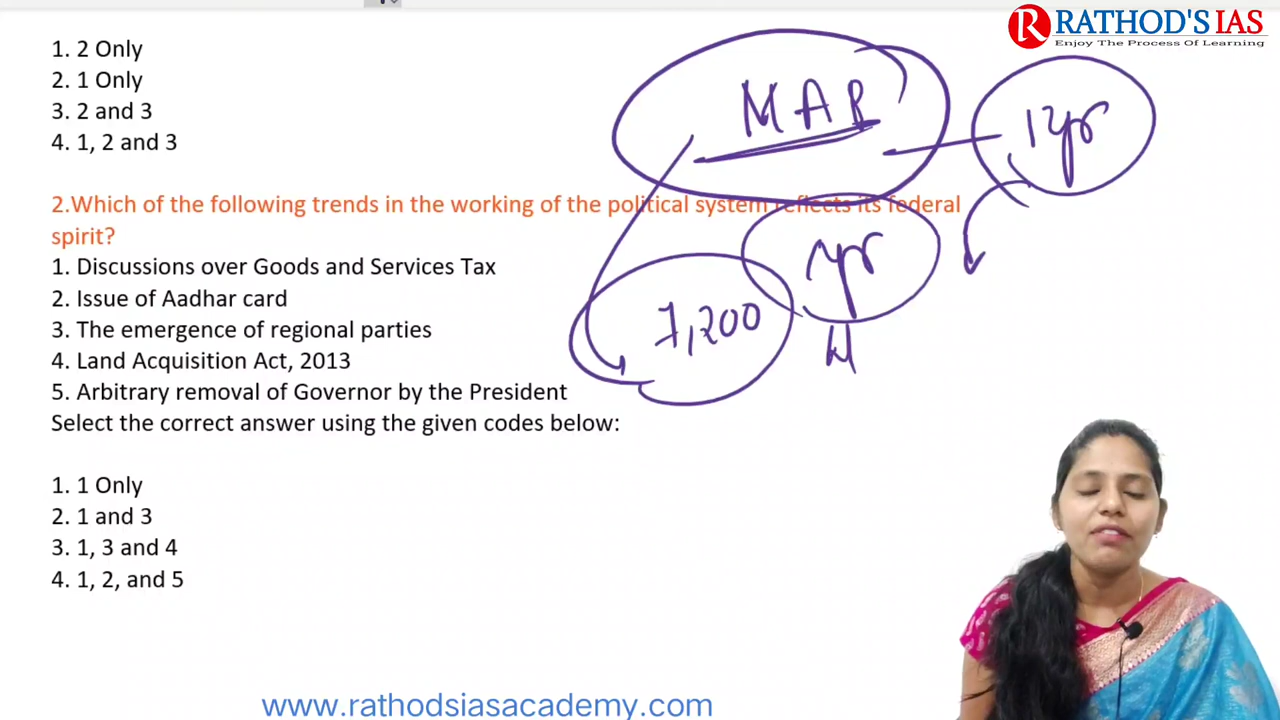 RATHOD'S IAS
Enjoy The Process Of Learning
1. 2 Only
2. 1 Only
3. 2 and 3
4. 1, 2 and 3
MAR
1yr
2.Which of the following trends in the working of the political system reflects its federal
spirit?
1. Discussions over Goods and Services Tax
2. Issue of Aadhar card
3. The emergence of regional parties
4. Land Acquisition Act, 2013
5. Arbitrary removal of Governor by the President
yr
7,200
Select the correct answer using the given codes below:
1. 1 Only
2. 1 and 3
3. 1, 3 and 4
4. 1, 2, and 5
www.rathodsiasacademy.com